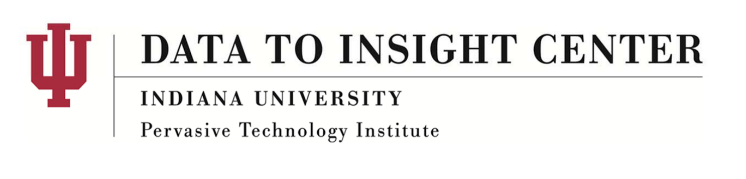 DATA TO INSIGHT CENTER
INDIANA UNIVERSITY
Pervasive Technology Institute